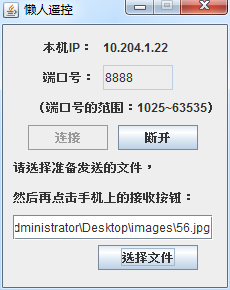 懒人遥控
本机IP： 10.204.1.22
端口号： 8888
（端口号的范围：1025~63535）
连接 断开
请选择准备发送的文件，
然后再点击手机上的接收按钮：
dministrator\Desktop\images\56.jpg
选择文件